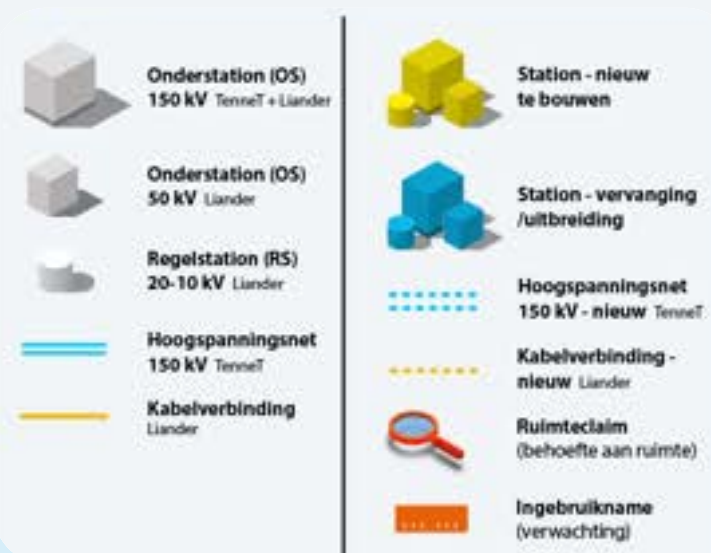 Onderstation (OS)
150 kV TenneT + Liander
Onderstation (OS)
50 kV Liander
Regelstation (RS)
20-10 kV Liander
Hoogspanningsnet
150 kV TenneT
Kabelverbinding
Liander
Station - nieuw
te bouwen
Station - vervanging
/uitbreiding
Hoogspanningsnet
150 kV - nieuw TenneT
Kabelverbinding -
nieuw Liander
Ruimteclaim
(behoefte aan ruimte)
Ingebruikname
(verwachting)